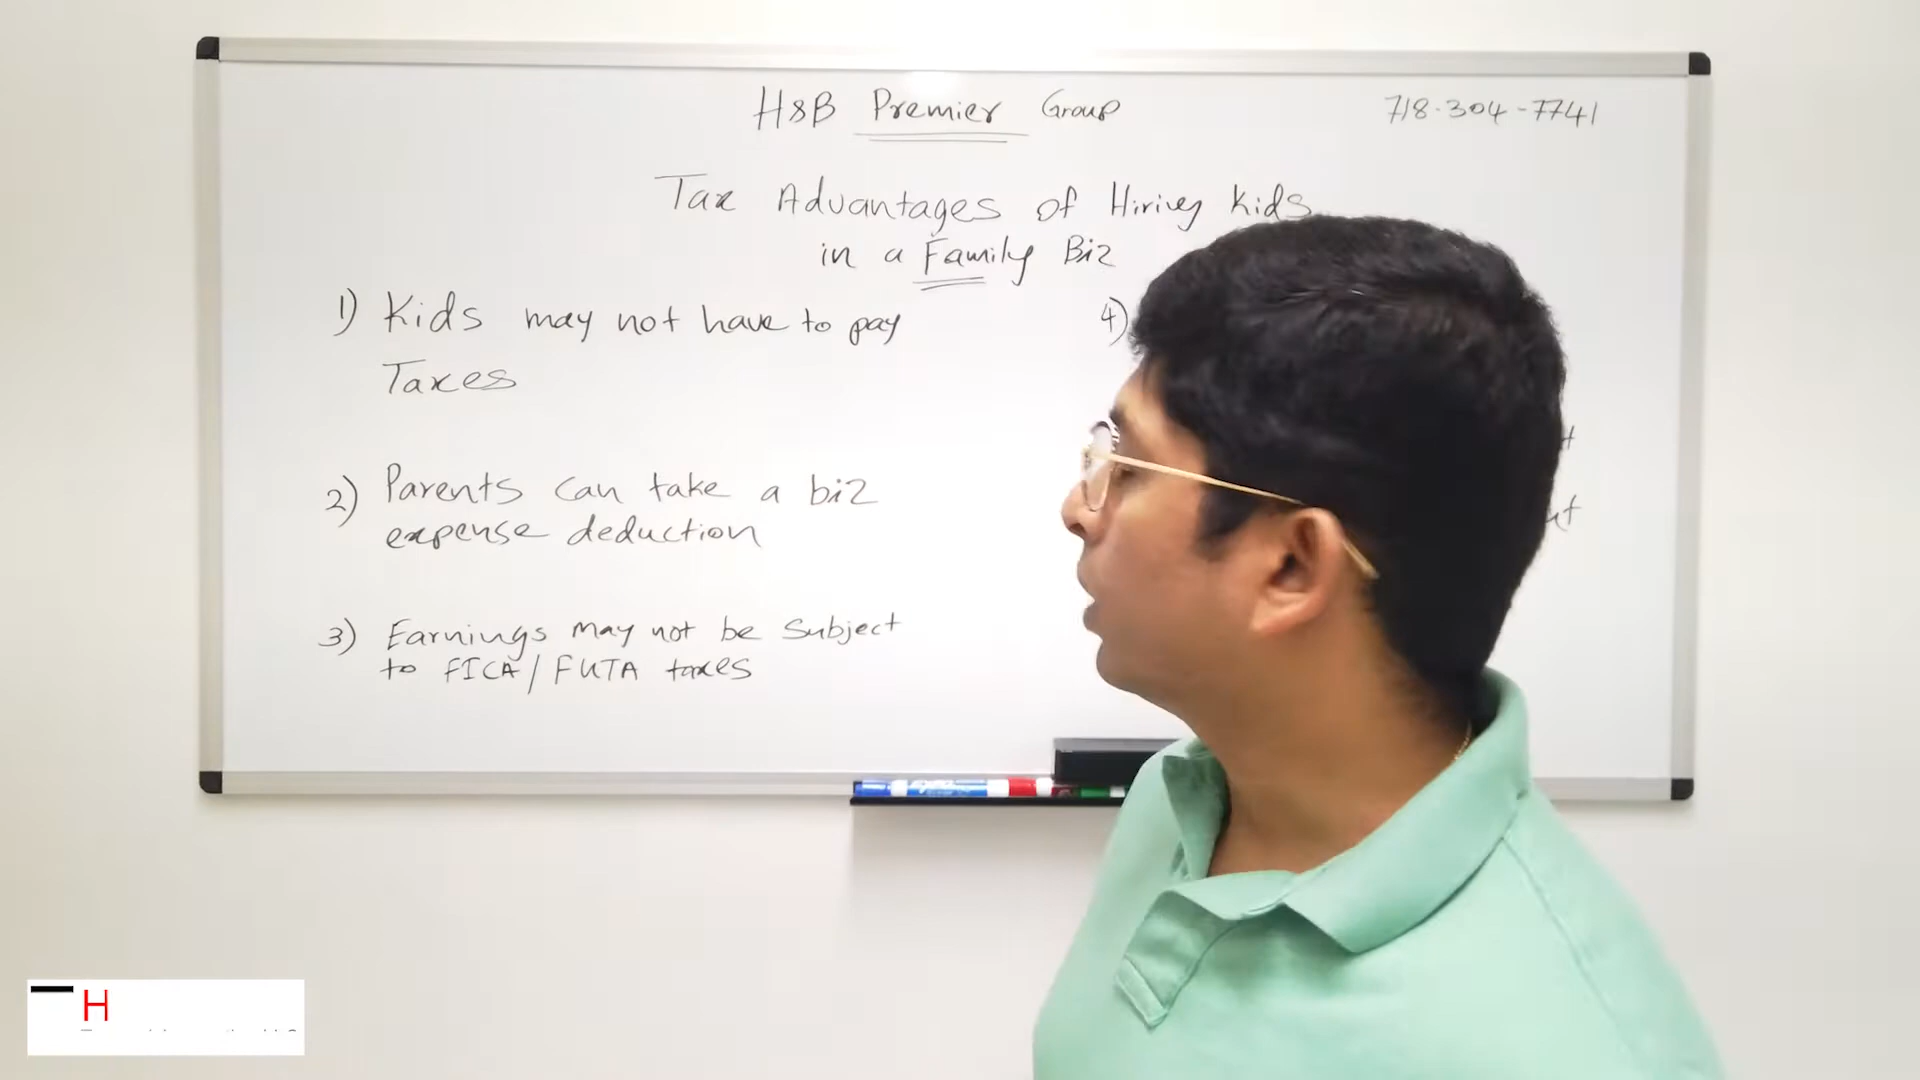 H&B Premier Group
718-304-7741
Tax Advantages of Hiring Kids
in a Family Biz
1) Kids may not have to pay
Taxes
2) Parents can take a biz
expense deduction
3) Earnings may not be subject
to FICA/FUTA taxes
4)
H